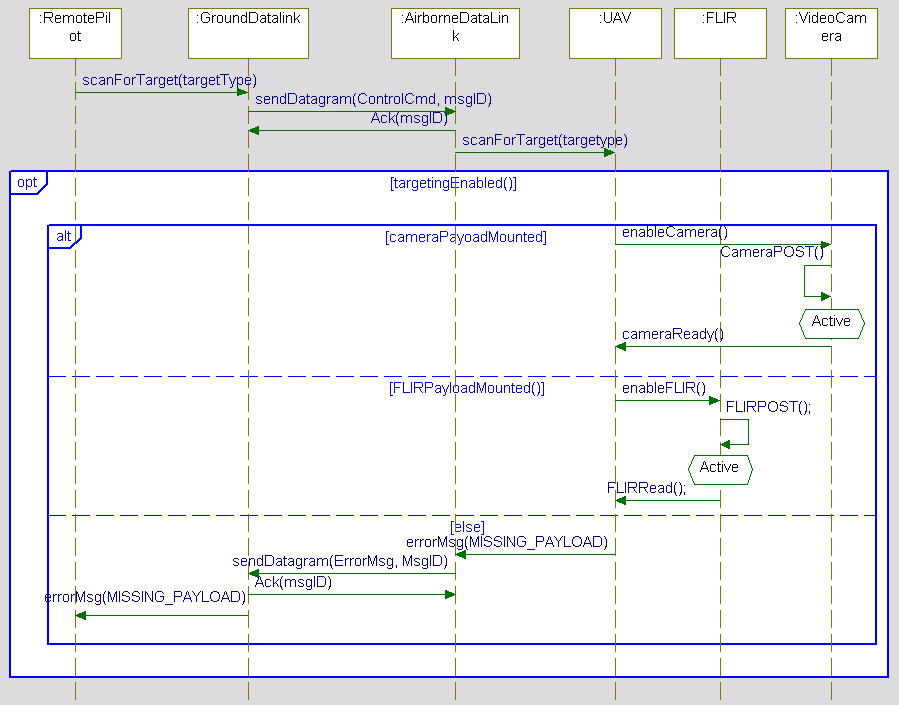 :RemotePil
ot
:GroundDatalink
:AirborneDataLin
k
:UAV
:FLIR
:VideoCam
era
scanForTarget(targetType)
sendDatagram(ControlCmd, msgID)
Ack(msgID)
scanForTarget(targetype)
opt
[targetingEnabled()]
alt
[cameraPayoadMounted]
enableCamera()
CameraPOST()
Active
cameraReady()
[FLIRPayloadMounted()]
enableFLIR()
FLIRPOST();
Active
FLIRRead();
[else]
errorMsg(MISSING_PAYLOAD)
sendDatagram(ErrorMsg, MsgID)
Ack(msgID)
errorMsg(MISSING_PAYLOAD)